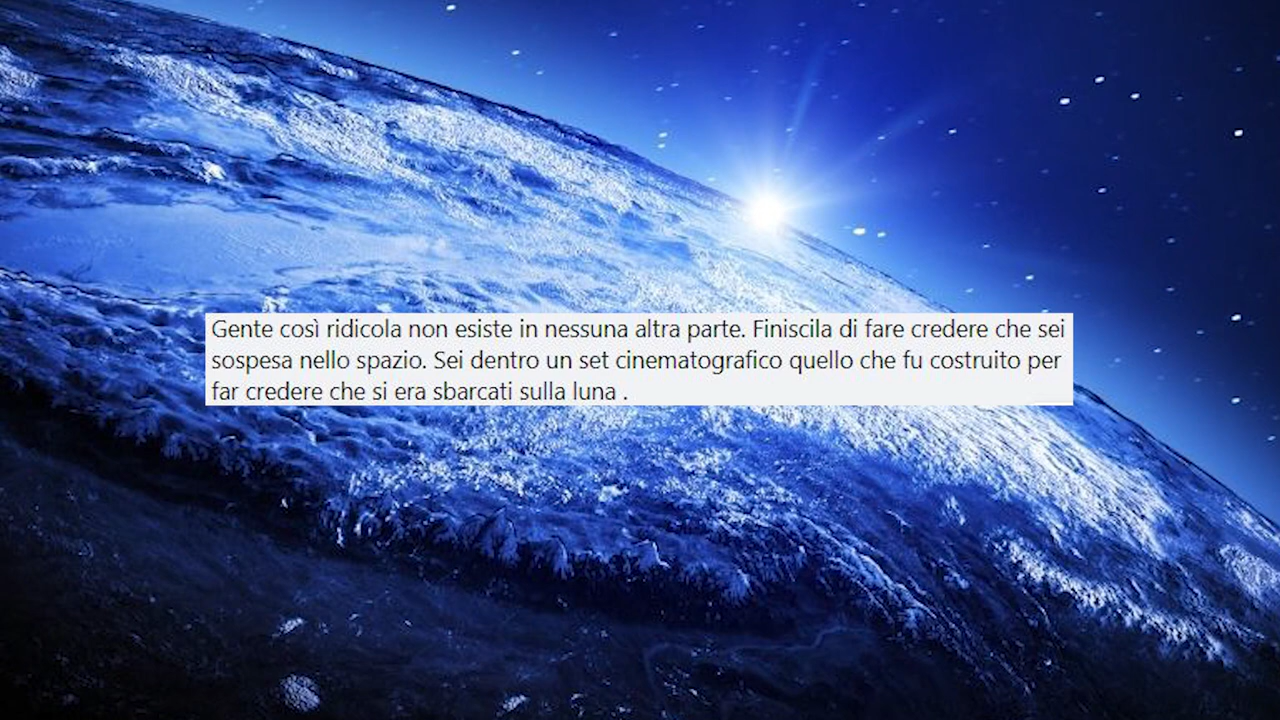 Gente così ridicola non esiste in nessuna altra parte. Finiscila di fare credere che sei
sospesa nello spazio. Sei dentro un set cinematografico quello che fu costruito per
far credere che si era sbarcati sulla luna .